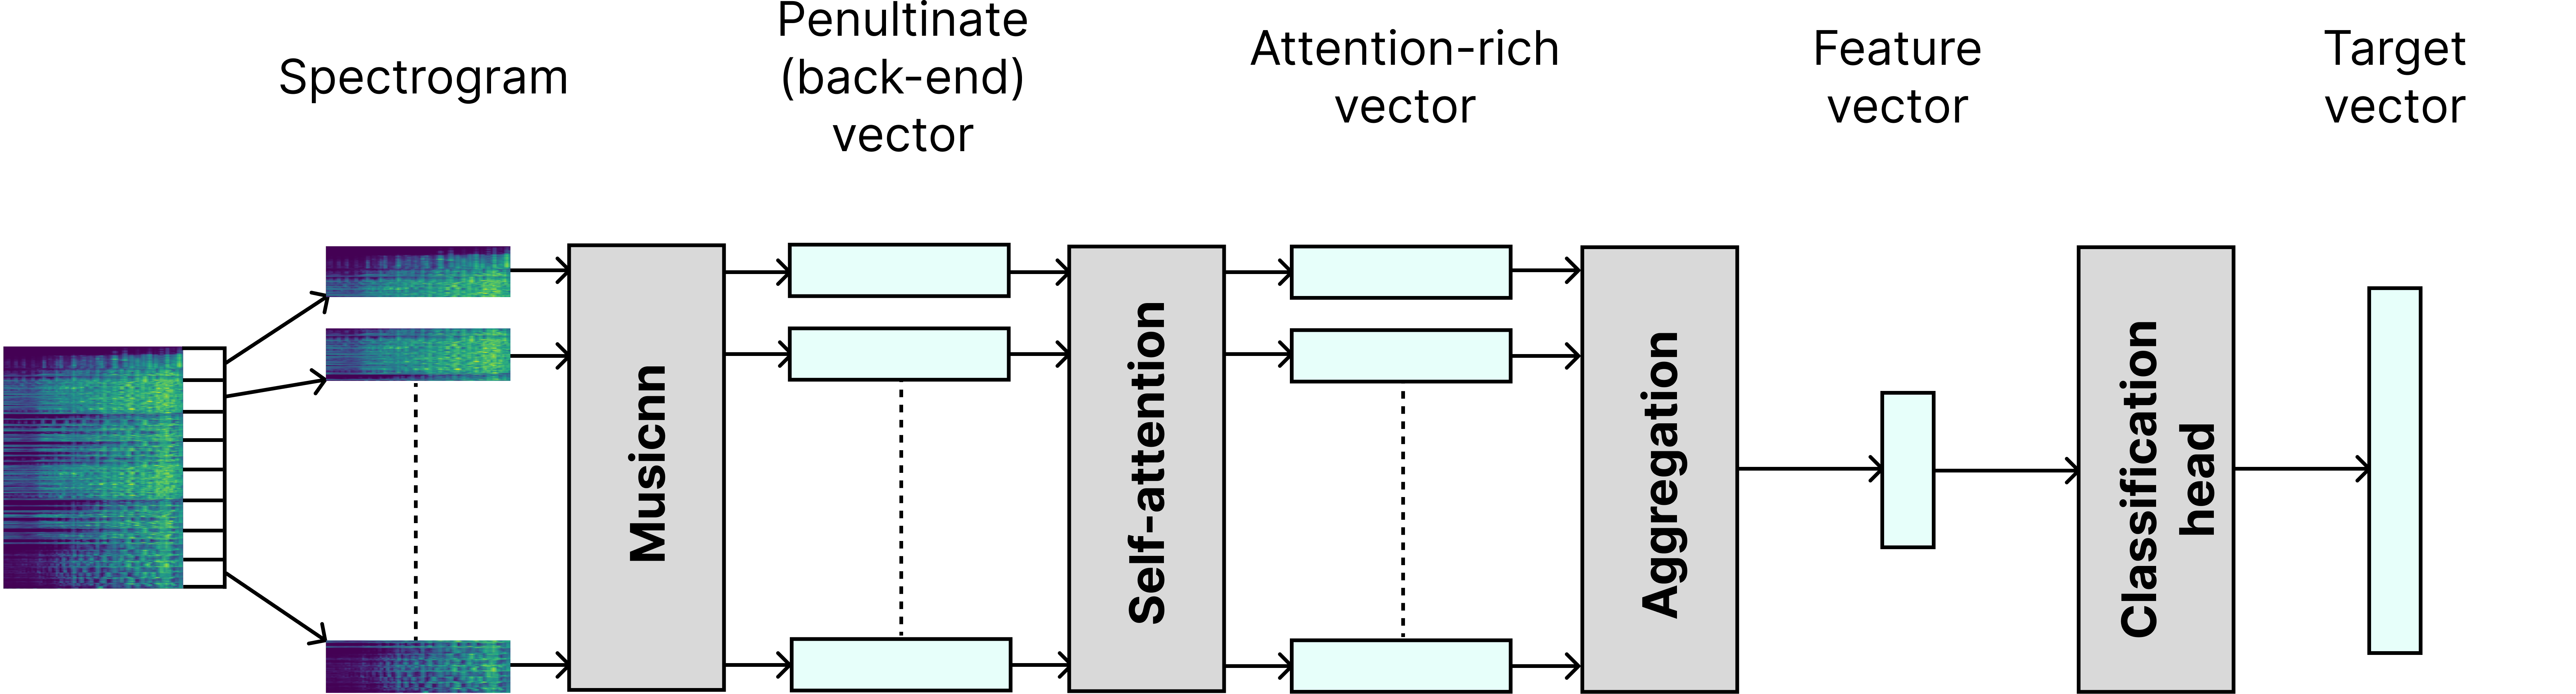 Spectrogram
Penultinate
(back-end)
vector
Attention-rich
vector
Feature
vector
Target
vector
Musicnn
Self-attention
Aggregation
Classification
head